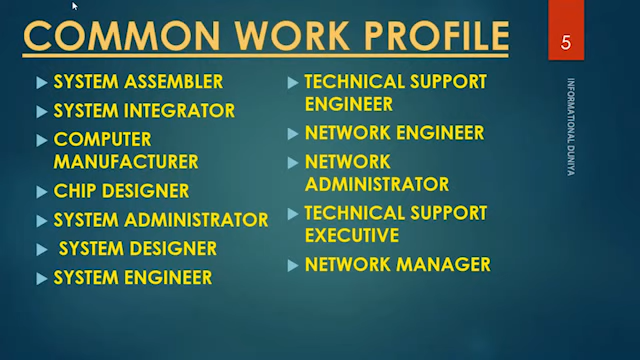 COMMON WORK PROFILE
5
SYSTEM ASSEMBLER
SYSTEM INTEGRATOR
COMPUTER
MANUFACTURER
CHIP DESIGNER
SYSTEM ADMINISTRATOR
SYSTEM DESIGNER
SYSTEM ENGINEER
TECHNICAL SUPPORT
ENGINEER
NETWORK ENGINEER
NETWORK
ADMINISTRATOR
TECHNICAL SUPPORT
EXECUTIVE
NETWORK MANAGER
INFORMATIONAL DUNIYA